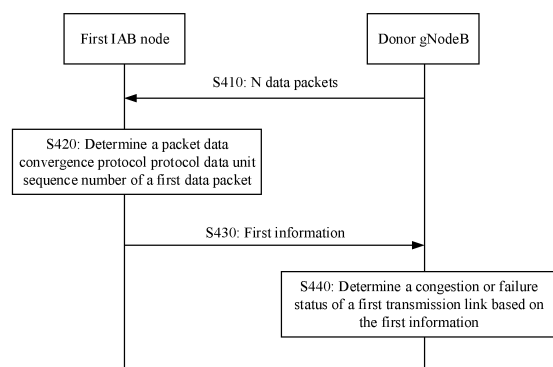 First IAB node
Donor gNodeB
S410: N data packets
S420: Determine a packet data
convergence protocol protocol data unit
sequence number of a first data packet
S430: First information
S440: Determine a congestion or failure
status of a first transmission link based on
the first information